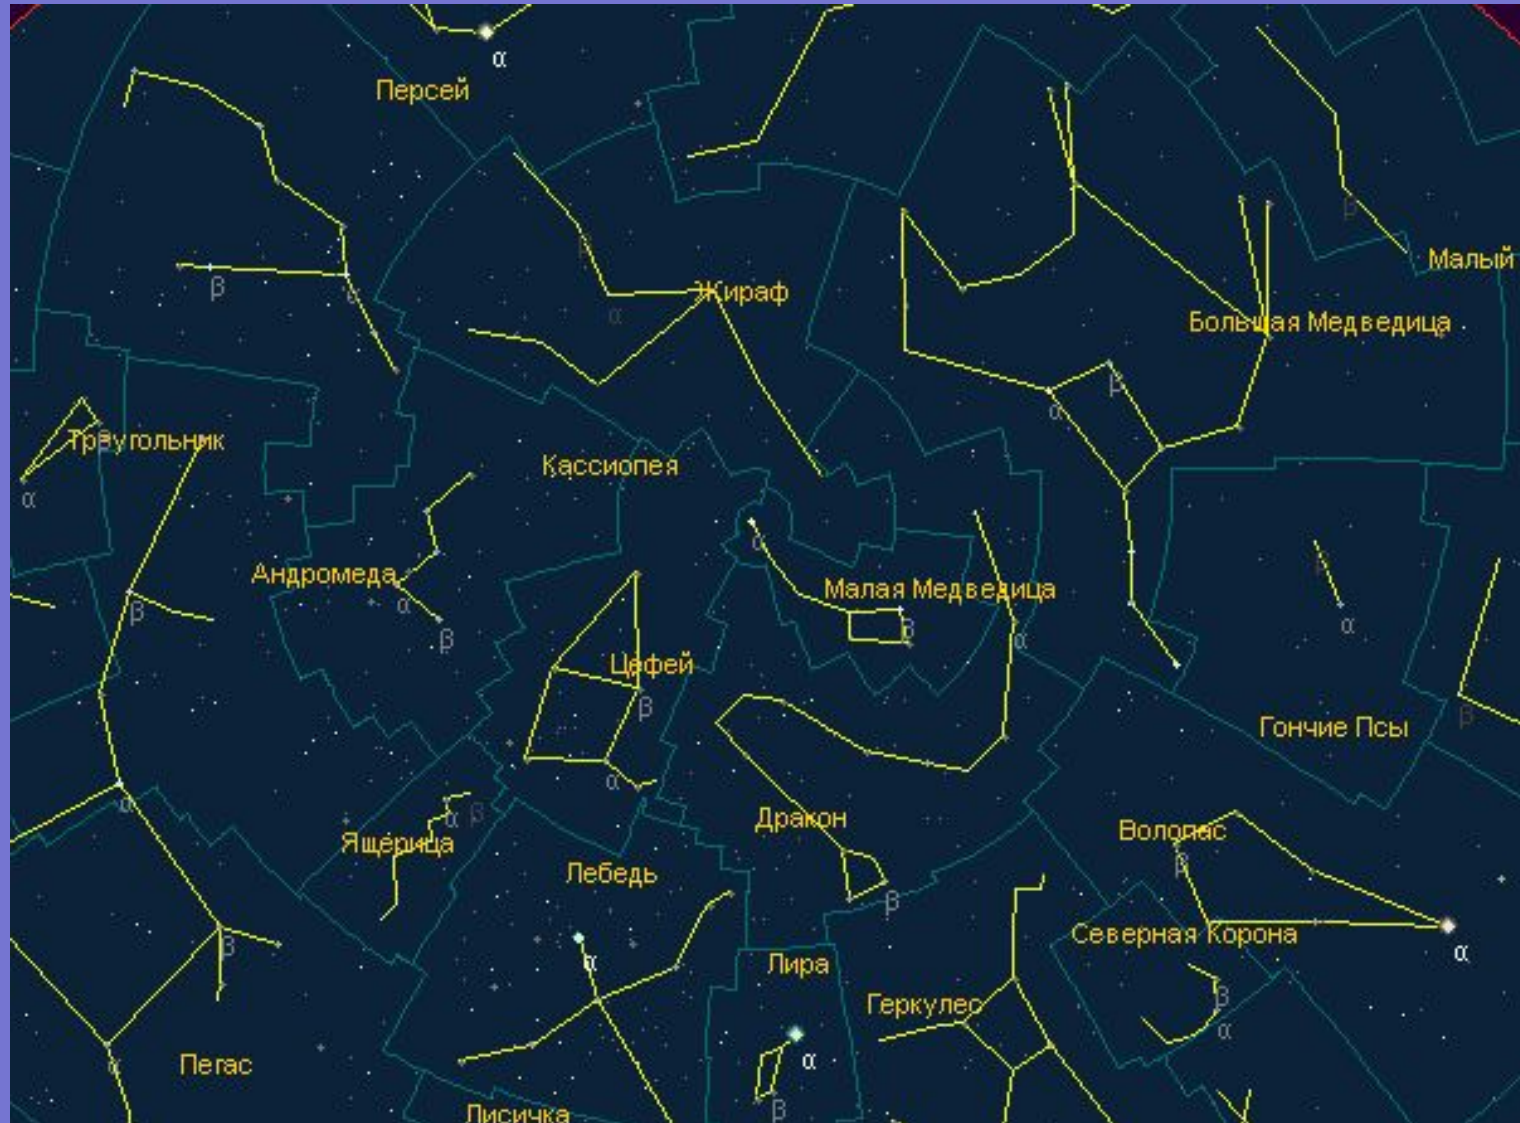 α
Персей
β
Малый
β
α
β
α
Жираф
Большая Медведица
β
α
β
Треугольник
α
Кассиопея
α
β
Андромеда
α
β
Малая Медведица
β
α
α
β
Цефей
β
Гончие Псы
β
α
α
Ящерица
α
β
Дракон
Волопас
β
Лебедь
β
Северная Корона
α
β
α
Лира
β
Геркулес
α
α
Пегас
α
β
Лисичка